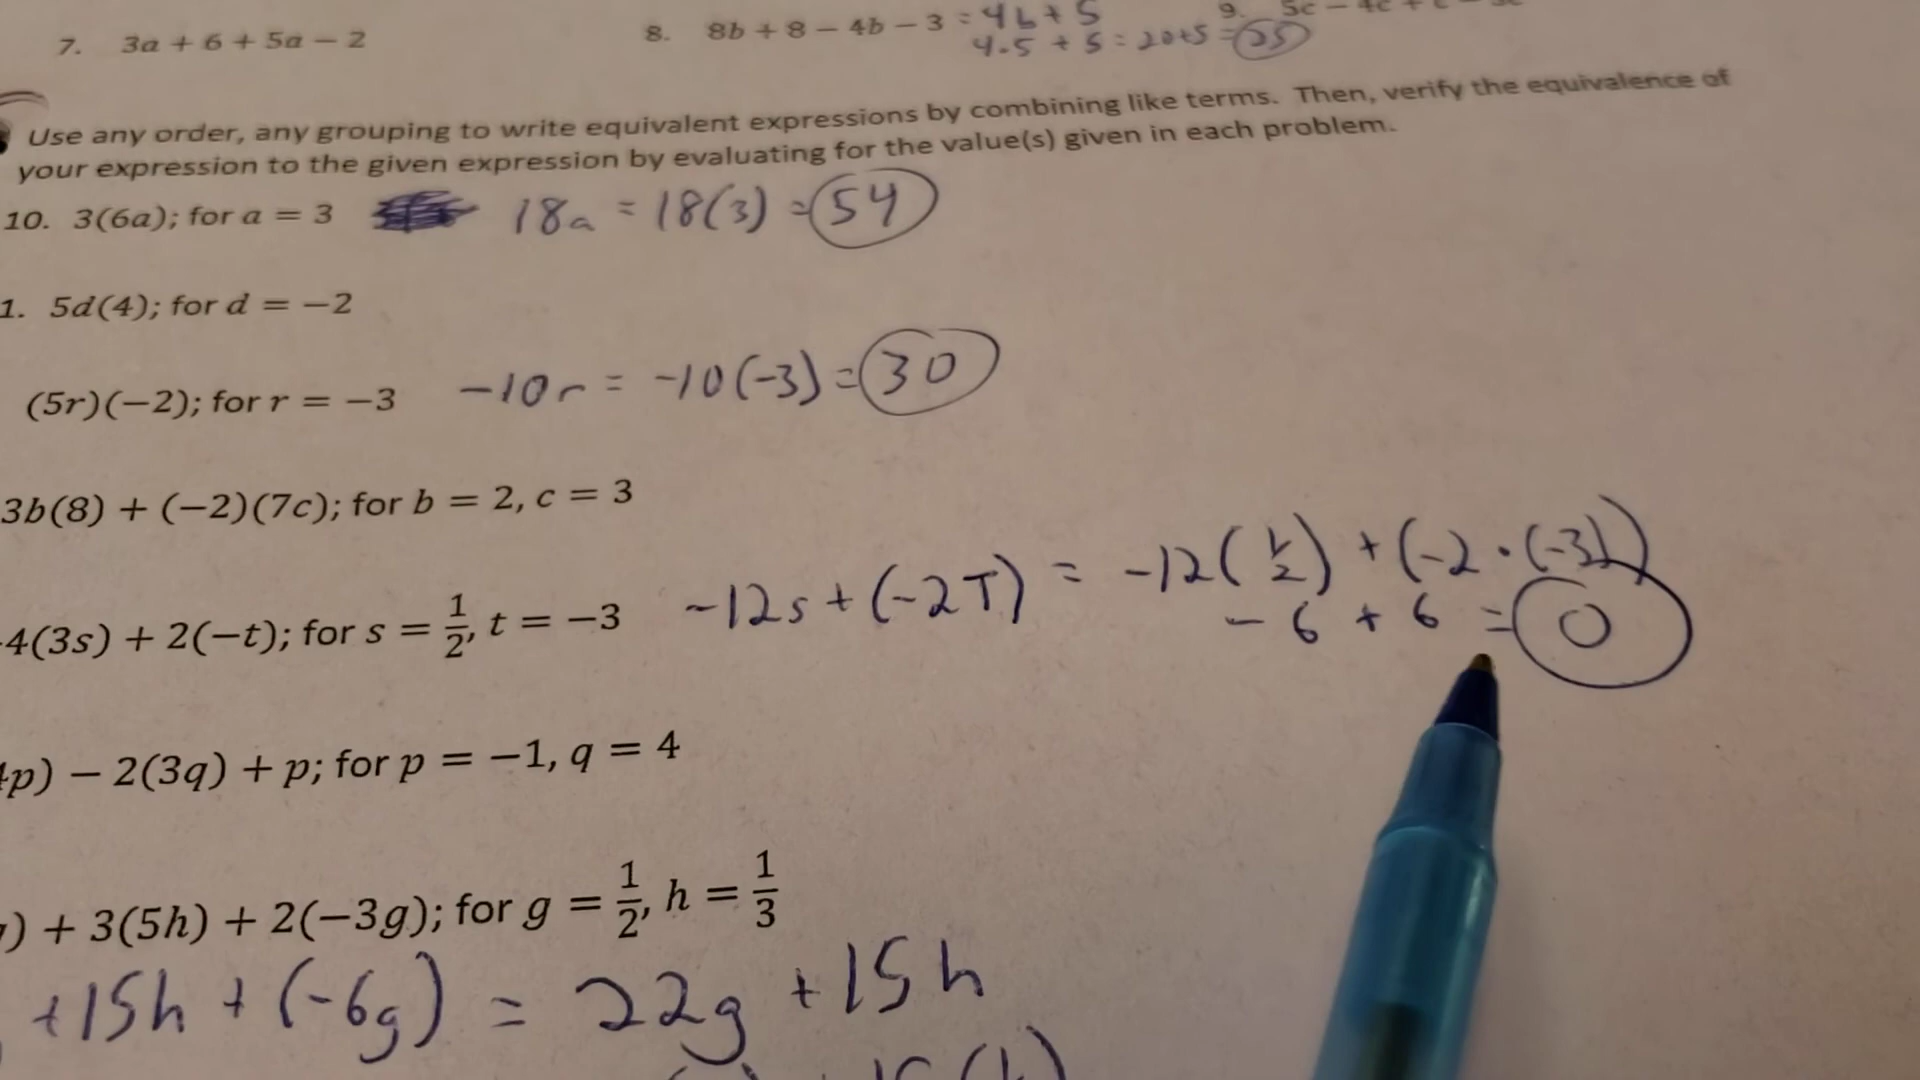 7. 3a + 6 + 5a − 2
8. 8b + 8 − 4b − 3 = 4b + 5
9. 5c − 4c +
4·5 + 5 = 20+5 = 25
Use any order, any grouping to write equivalent expressions by combining like terms. Then, verify the equivalence of
your expression to the given expression by evaluating for the value(s) given in each problem.
10. 3(6a); for a = 3 18a = 18(3) = 54
1. 5d(4); for d = −2
(5r)(−2); for r = −3 -10r = -10(-3) = 30
3b(8) + (−2)(7c); for b = 2, c = 3
4(3s) + 2(−t); for s = 1/2, t = −3 -12s + (-2T) = -12(1/2) + (-2·(-3))
- 6 + 6 = 0
p) − 2(3q) + p; for p = −1, q = 4
) + 3(5h) + 2(−3g); for g = 1/2, h = 1/3
+15h + (-6g) = 22g +15h